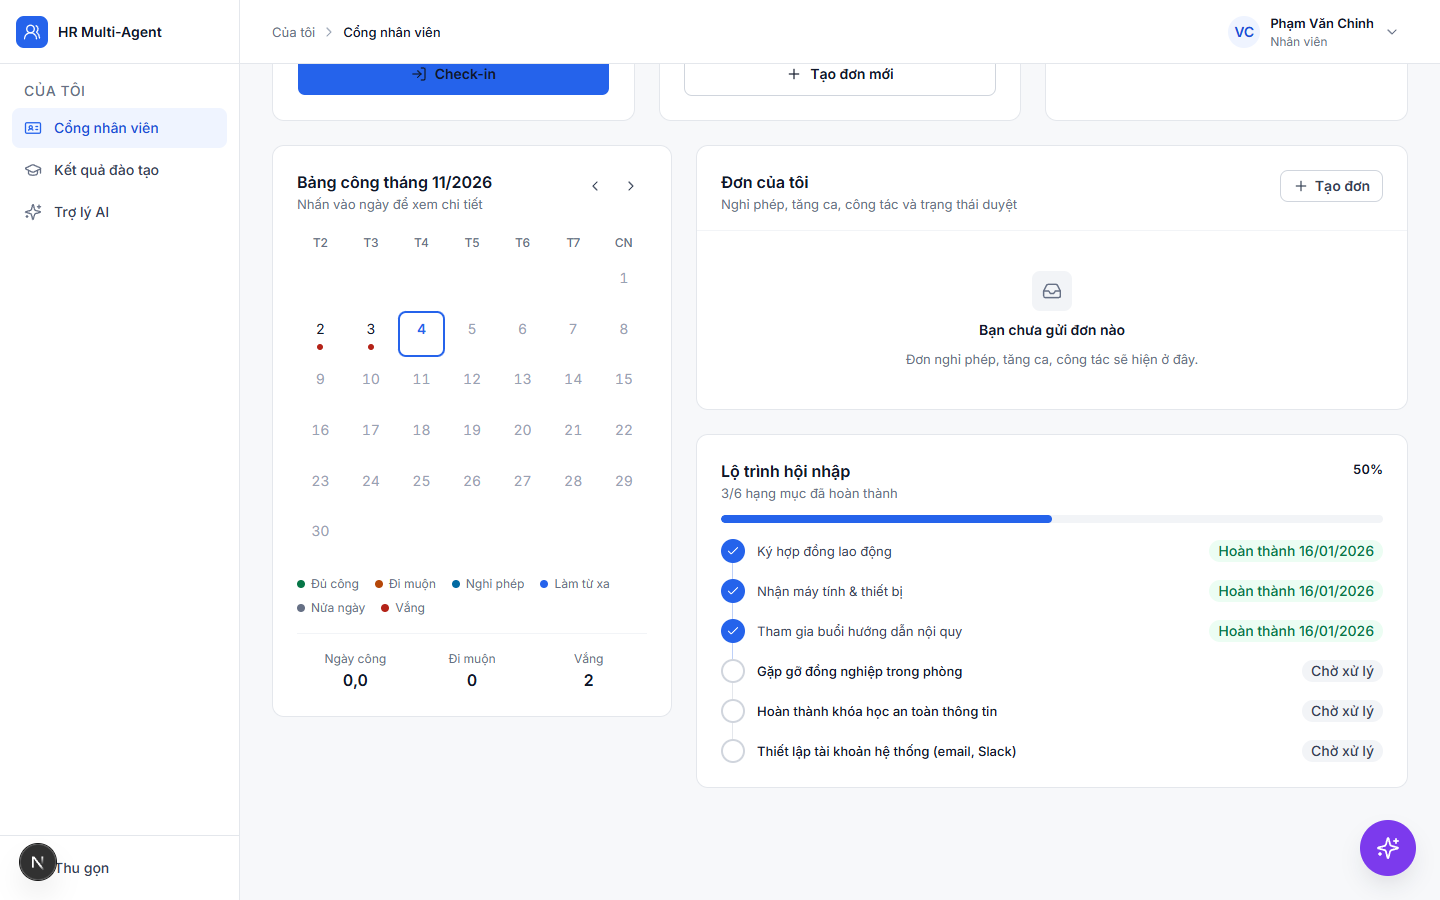 HR Multi-Agent
Của tôi
Cổng nhân viên
VC
Phạm Văn Chinh
Nhân viên
CỦA TÔI
Cổng nhân viên
Kết quả đào tạo
Trợ lý AI
Check-in
Tạo đơn mới
Bảng công tháng 11/2026
Nhấn vào ngày để xem chi tiết
T2 T3 T4 T5 T6 T7 CN
1
2 3 4 5 6 7 8
9 10 11 12 13 14 15
16 17 18 19 20 21 22
23 24 25 26 27 28 29
30
Đủ công Đi muộn Nghỉ phép Làm từ xa
Nửa ngày Vắng
Ngày công Đi muộn Vắng
0,0 0 2
Đơn của tôi
Nghỉ phép, tăng ca, công tác và trạng thái duyệt
Tạo đơn
Bạn chưa gửi đơn nào
Đơn nghỉ phép, tăng ca, công tác sẽ hiện ở đây.
Lộ trình hội nhập
50%
3/6 hạng mục đã hoàn thành
Ký hợp đồng lao động Hoàn thành 16/01/2026
Nhận máy tính & thiết bị Hoàn thành 16/01/2026
Tham gia buổi hướng dẫn nội quy Hoàn thành 16/01/2026
Gặp gỡ đồng nghiệp trong phòng Chờ xử lý
Hoàn thành khóa học an toàn thông tin Chờ xử lý
Thiết lập tài khoản hệ thống (email, Slack) Chờ xử lý
N
Thu gọn